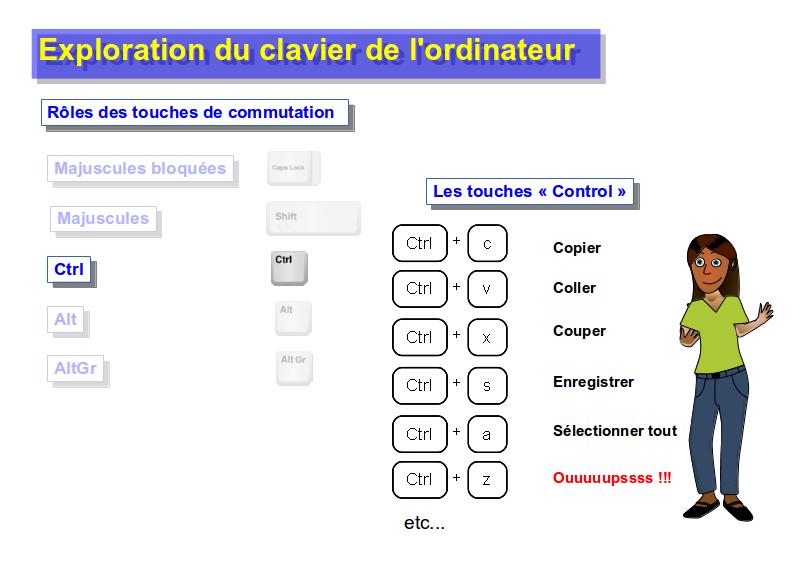 Exploration du clavier de l'ordinateur
Rôles des touches de commutation
Majuscules bloquées
Caps Lock
Majuscules
Shift
Ctrl
Ctrl
Alt
Alt
AltGr
Alt Gr
Les touches « Control »
Ctrl + c Copier
Ctrl + v Coller
Ctrl + x Couper
Ctrl + s Enregistrer
Ctrl + a Sélectionner tout
Ctrl + z Ouuuuupssss !!!
etc...